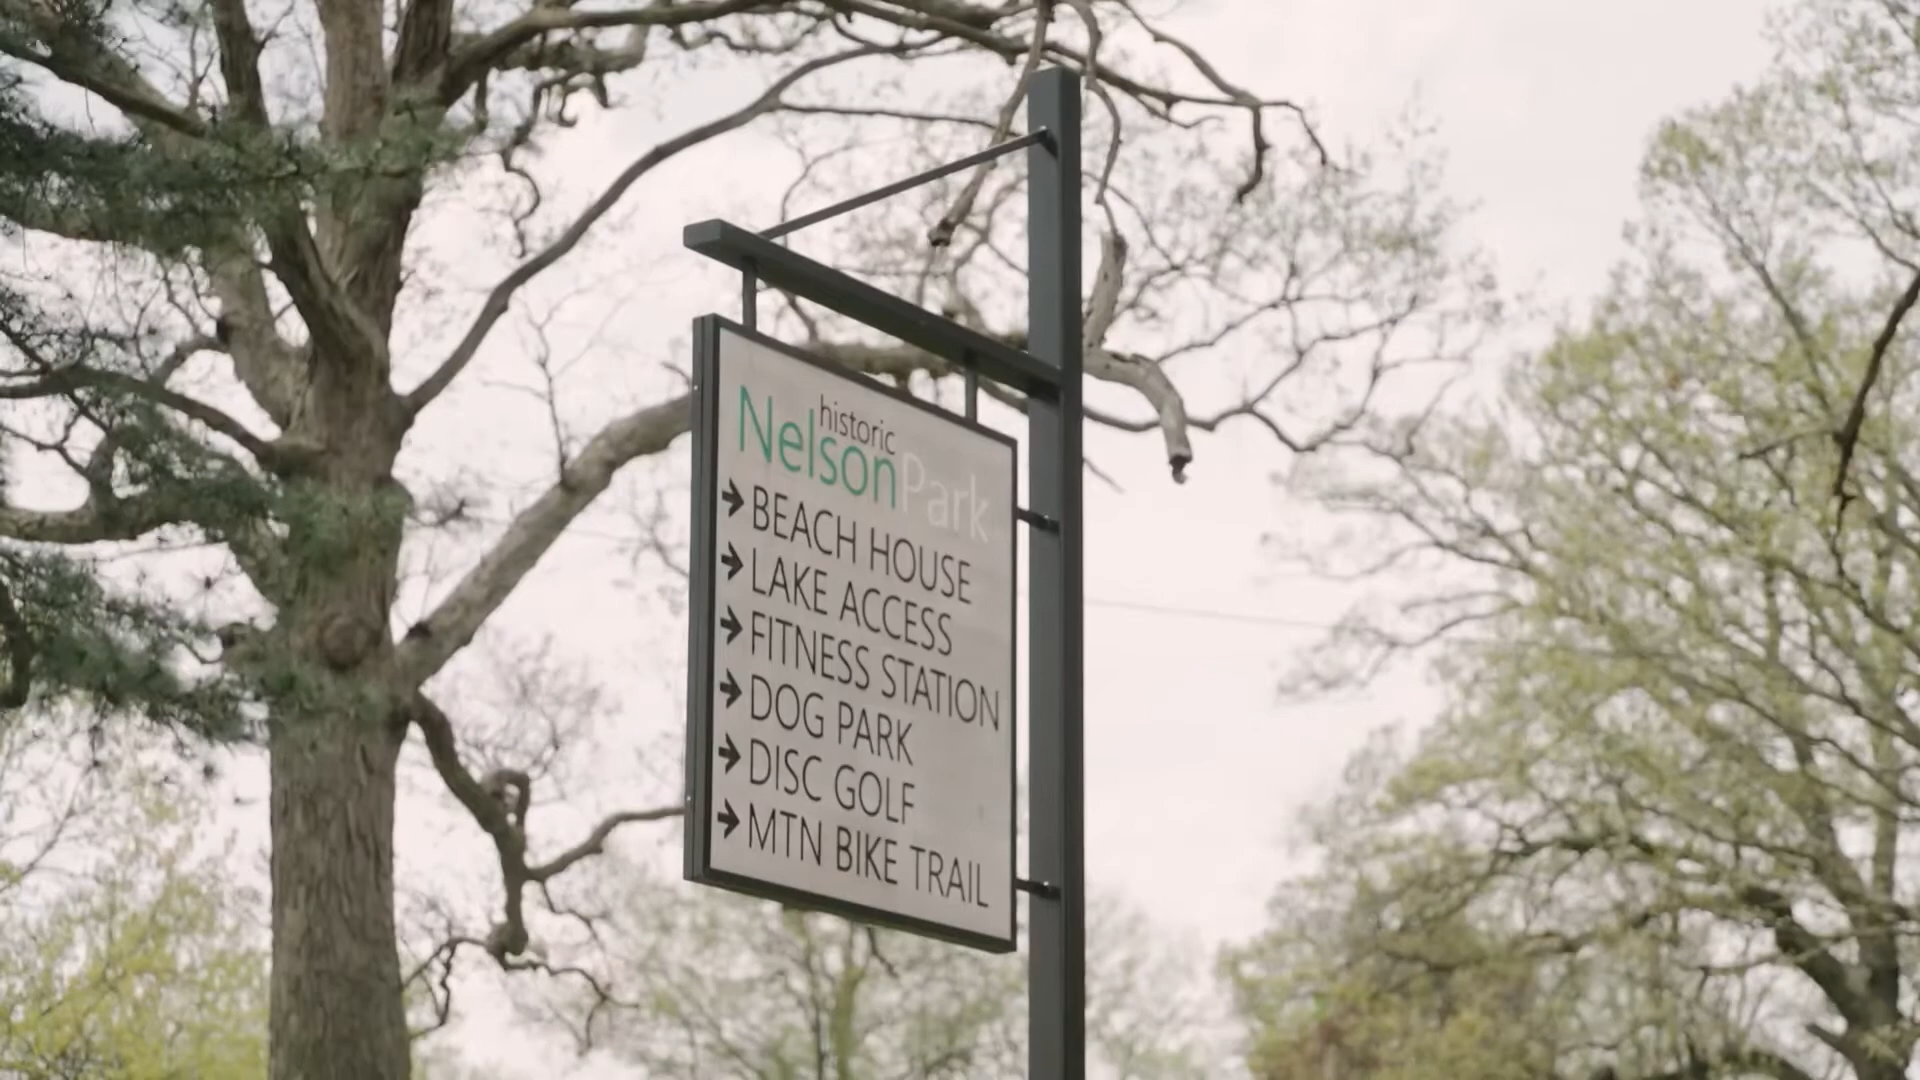 historic
NelsonPark
→ BEACH HOUSE
→ LAKE ACCESS
→ FITNESS STATION
→ DOG PARK
→ DISC GOLF
→ MTN BIKE TRAIL